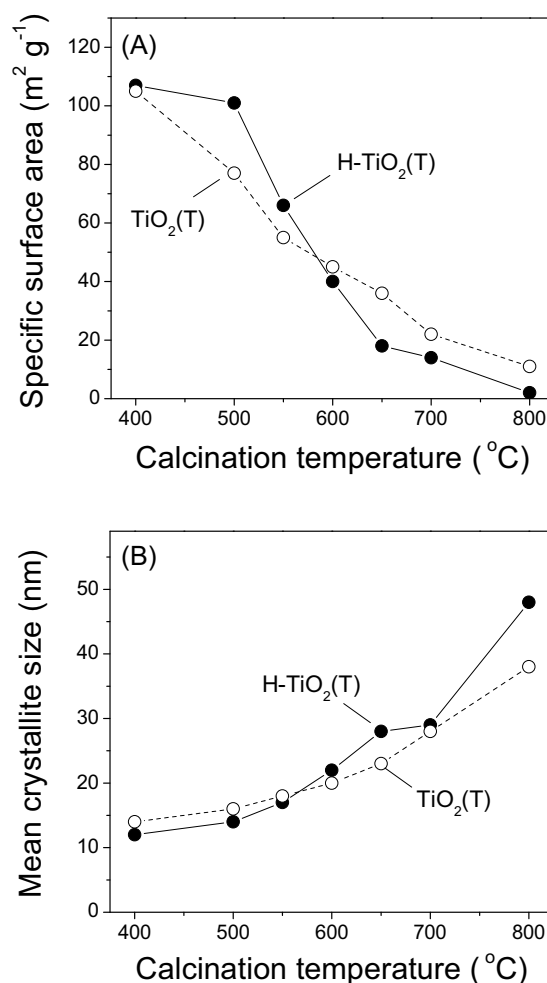 (A)
Specific surface area (m² g⁻¹)
120
100
80
60
40
20
0
H-TiO₂(T)
TiO₂(T)
400 500 600 700 800
Calcination temperature (°C)
(B)
Mean crystallite size (nm)
50
40
30
20
10
0
H-TiO₂(T)
TiO₂(T)
400 500 600 700 800
Calcination temperature (°C)